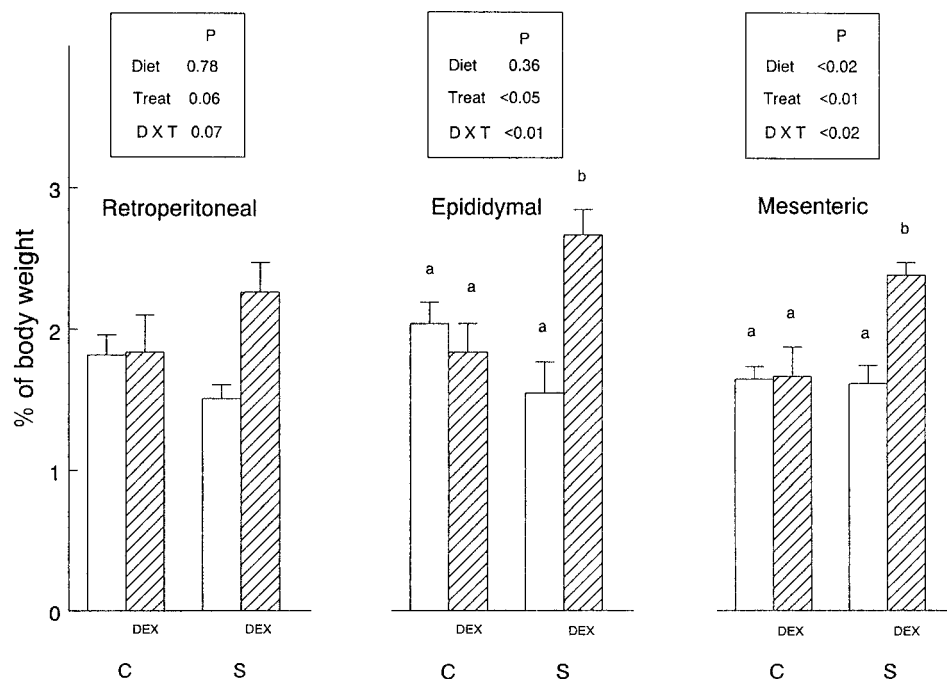 P
Diet 0.78
Treat 0.06
D X T 0.07
P
Diet 0.36
Treat <0.05
D X T <0.01
P
Diet <0.02
Treat <0.01
D X T <0.02
% of body weight
3
2
1
0
Retroperitoneal
DEX DEX
C S
Epididymal
a a a b
DEX DEX
C S
Mesenteric
a a a b
DEX DEX
C S